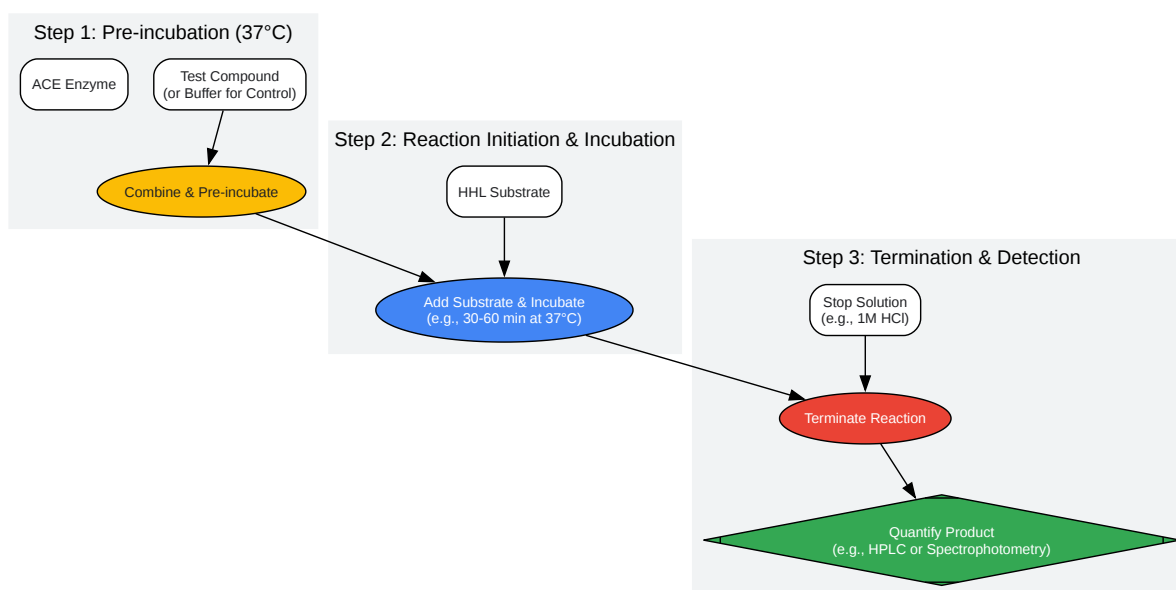 Step 1: Pre-incubation (37°C)
ACE Enzyme
Test Compound
(or Buffer for Control)
Combine & Pre-incubate
Step 2: Reaction Initiation & Incubation
HHL Substrate
Add Substrate & Incubate
(e.g., 30-60 min at 37°C)
Step 3: Termination & Detection
Stop Solution
(e.g., 1M HCl)
Terminate Reaction
Quantify Product
(e.g., HPLC or Spectrophotometry)